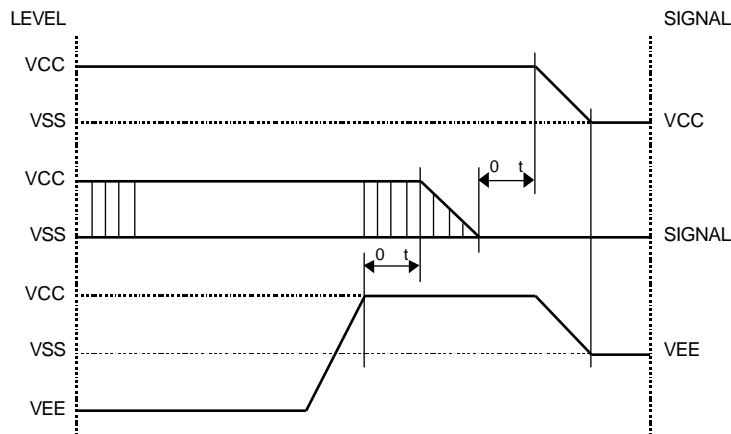 LEVEL SIGNAL
VCC
VSS VCC
0 t
VCC
VSS SIGNAL
0 t
VCC
VSS VEE
VEE